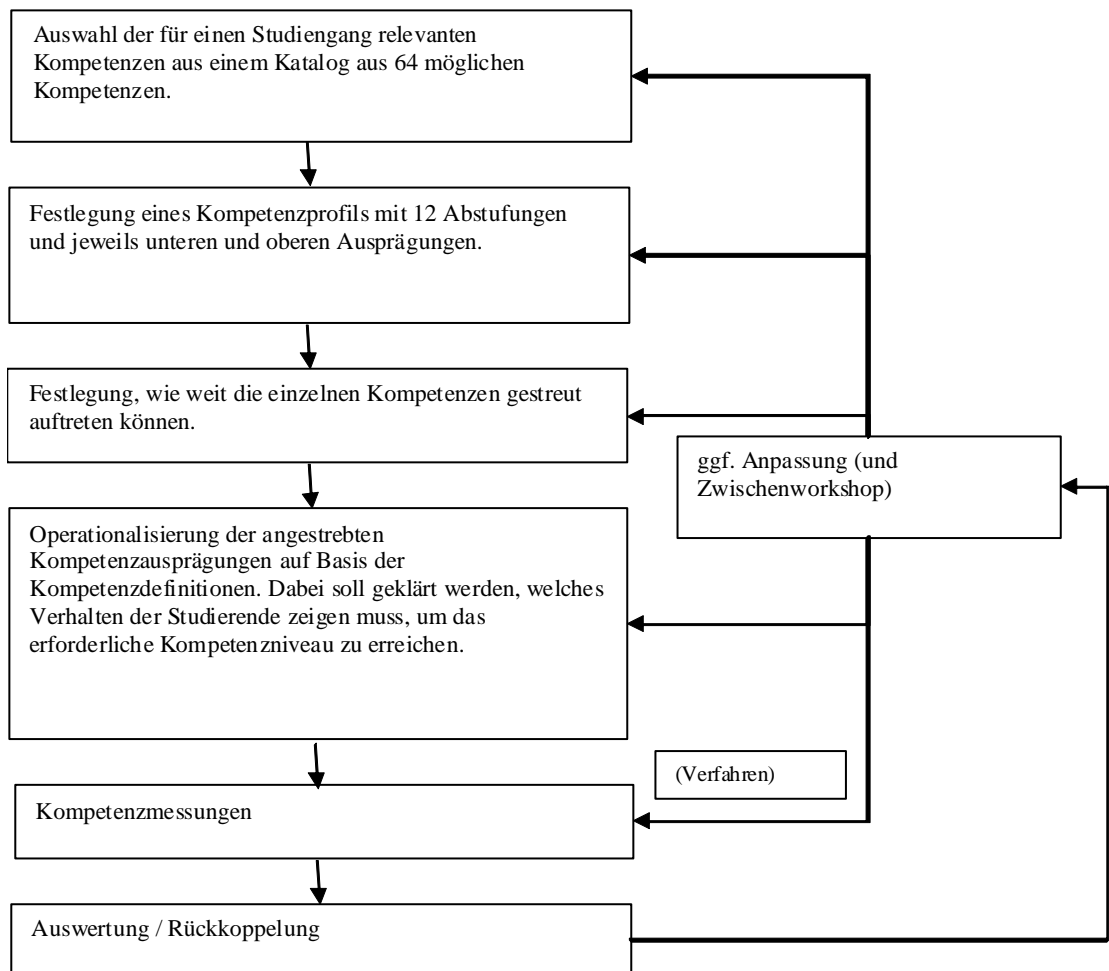 Auswahl der für einen Studiengang relevanten
Kompetenzen aus einem Katalog aus 64 möglichen
Kompetenzen.
Festlegung eines Kompetenzprofils mit 12 Abstufungen
und jeweils unteren und oberen Ausprägungen.
Festlegung, wie weit die einzelnen Kompetenzen gestreut
auftreten können.
ggf. Anpassung (und
Zwischenworkshop)
Operationalisierung der angestrebten
Kompetenzausprägungen auf Basis der
Kompetenzdefinitionen. Dabei soll geklärt werden, welches
Verhalten der Studierende zeigen muss, um das
erforderliche Kompetenzniveau zu erreichen.
(Verfahren)
Kompetenzmessungen
Auswertung / Rückkoppelung